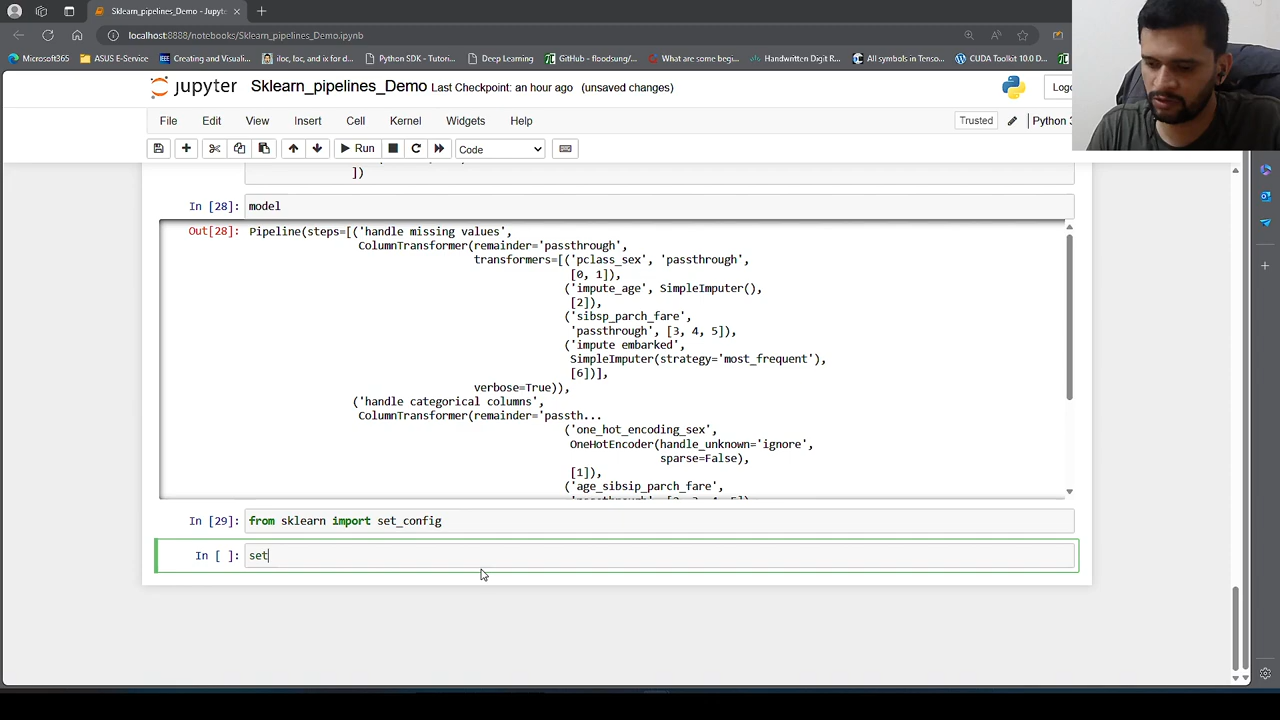 Sklearn_pipelines_Demo - Jupyter
localhost:8888/notebooks/Sklearn_pipelines_Demo.ipynb
Microsoft365 ASUS E-Service Creating and Visuali... iloc, loc, and ix for d... Python SDK - Tutori... Deep Learning GitHub - floodsung/... What are some begi... Handwritten Digit R... All symbols in Tenso... CUDA Toolkit
jupyter Sklearn_pipelines_Demo Last Checkpoint: an hour ago (unsaved changes)
File Edit View Insert Cell Kernel Widgets Help Trusted Python 3
Run Code
])
In [28]: model
Out[28]: Pipeline(steps=[('handle missing values',
ColumnTransformer(remainder='passthrough',
transformers=[('pclass_sex', 'passthrough',
[0, 1]),
('impute_age', SimpleImputer(),
[2]),
('sibsp_parch_fare',
'passthrough', [3, 4, 5]),
('impute embarked',
SimpleImputer(strategy='most_frequent'),
[6])],
verbose=True)),
('handle categorical columns',
ColumnTransformer(remainder='passth...
('one_hot_encoding_sex',
OneHotEncoder(handle_unknown='ignore',
sparse=False),
[1]),
('age_sibsip_parch_fare',
In [29]: from sklearn import set_config
In [ ]: set